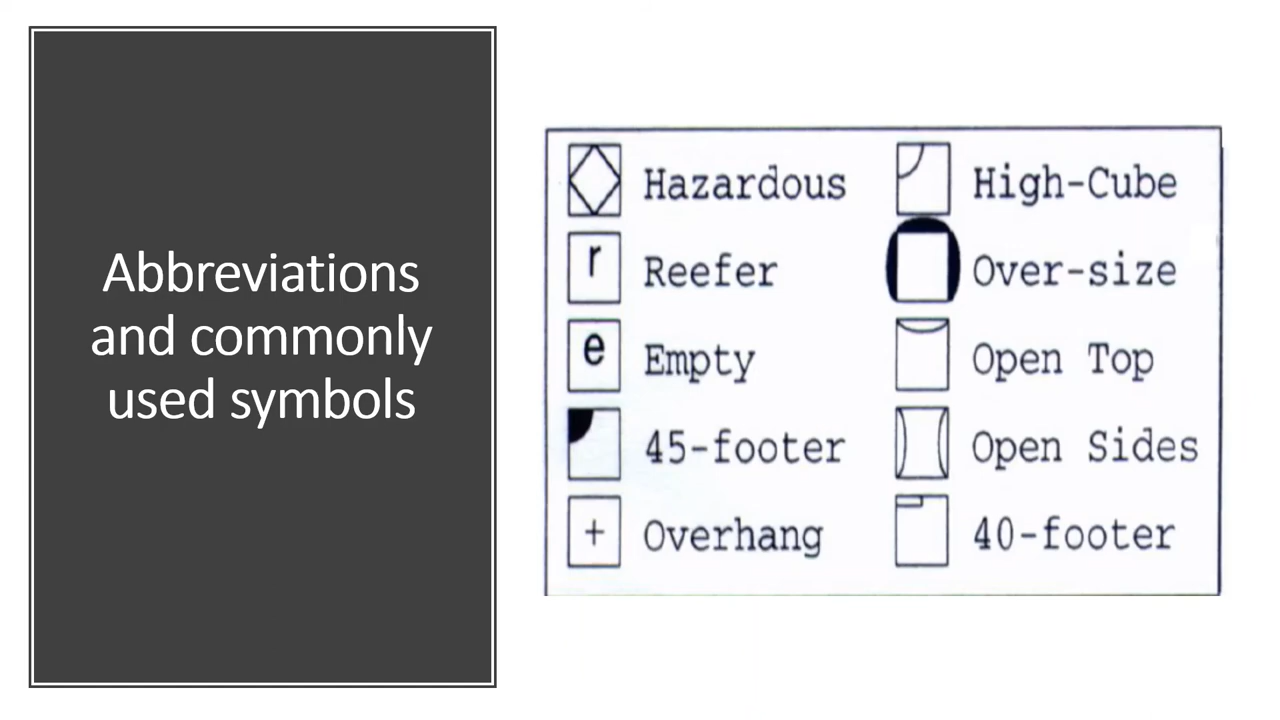 Abbreviations
and commonly
used symbols
Hazardous
r Reefer
e Empty
45-footer
+ Overhang
High-Cube
Over-size
Open Top
Open Sides
40-footer